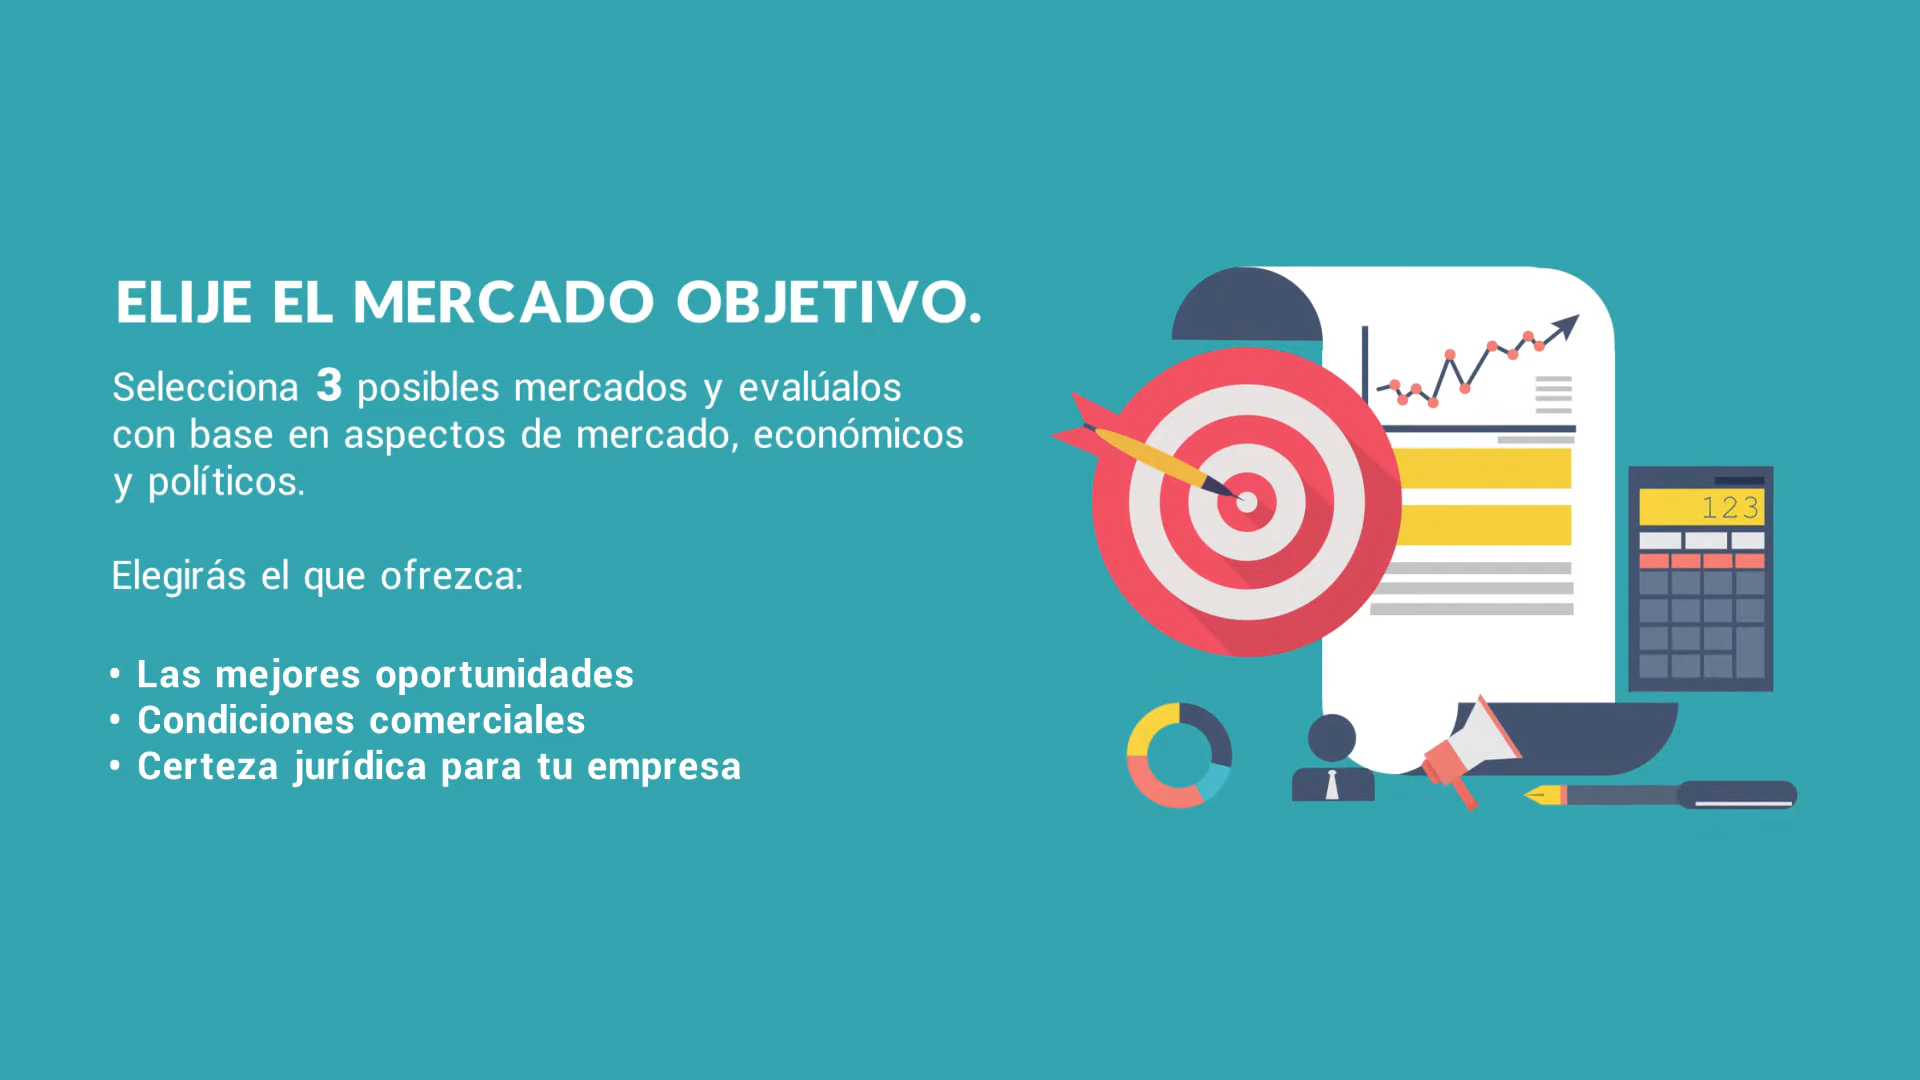 ELIJE EL MERCADO OBJETIVO.
Selecciona 3 posibles mercados y evalúalos
con base en aspectos de mercado, económicos
y políticos.
Elegirás el que ofrezca:
• Las mejores oportunidades
• Condiciones comerciales
• Certeza jurídica para tu empresa
123